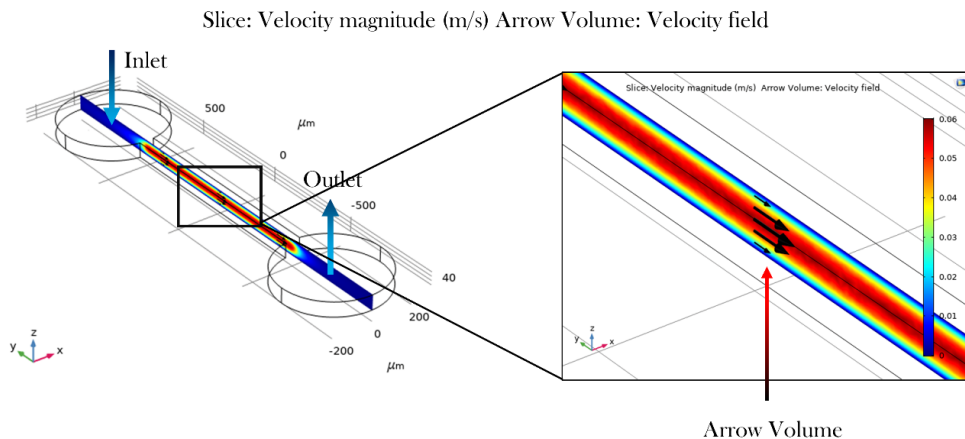 Slice: Velocity magnitude (m/s) Arrow Volume: Velocity field
Inlet
500
μm
0
Outlet
-500
40
200
0
μm
-200
z
y
x
Slice: Velocity magnitude (m/s) Arrow Volume: Velocity field
0.06
0.05
0.04
0.03
0.02
0.01
0
z
y
x
Arrow Volume